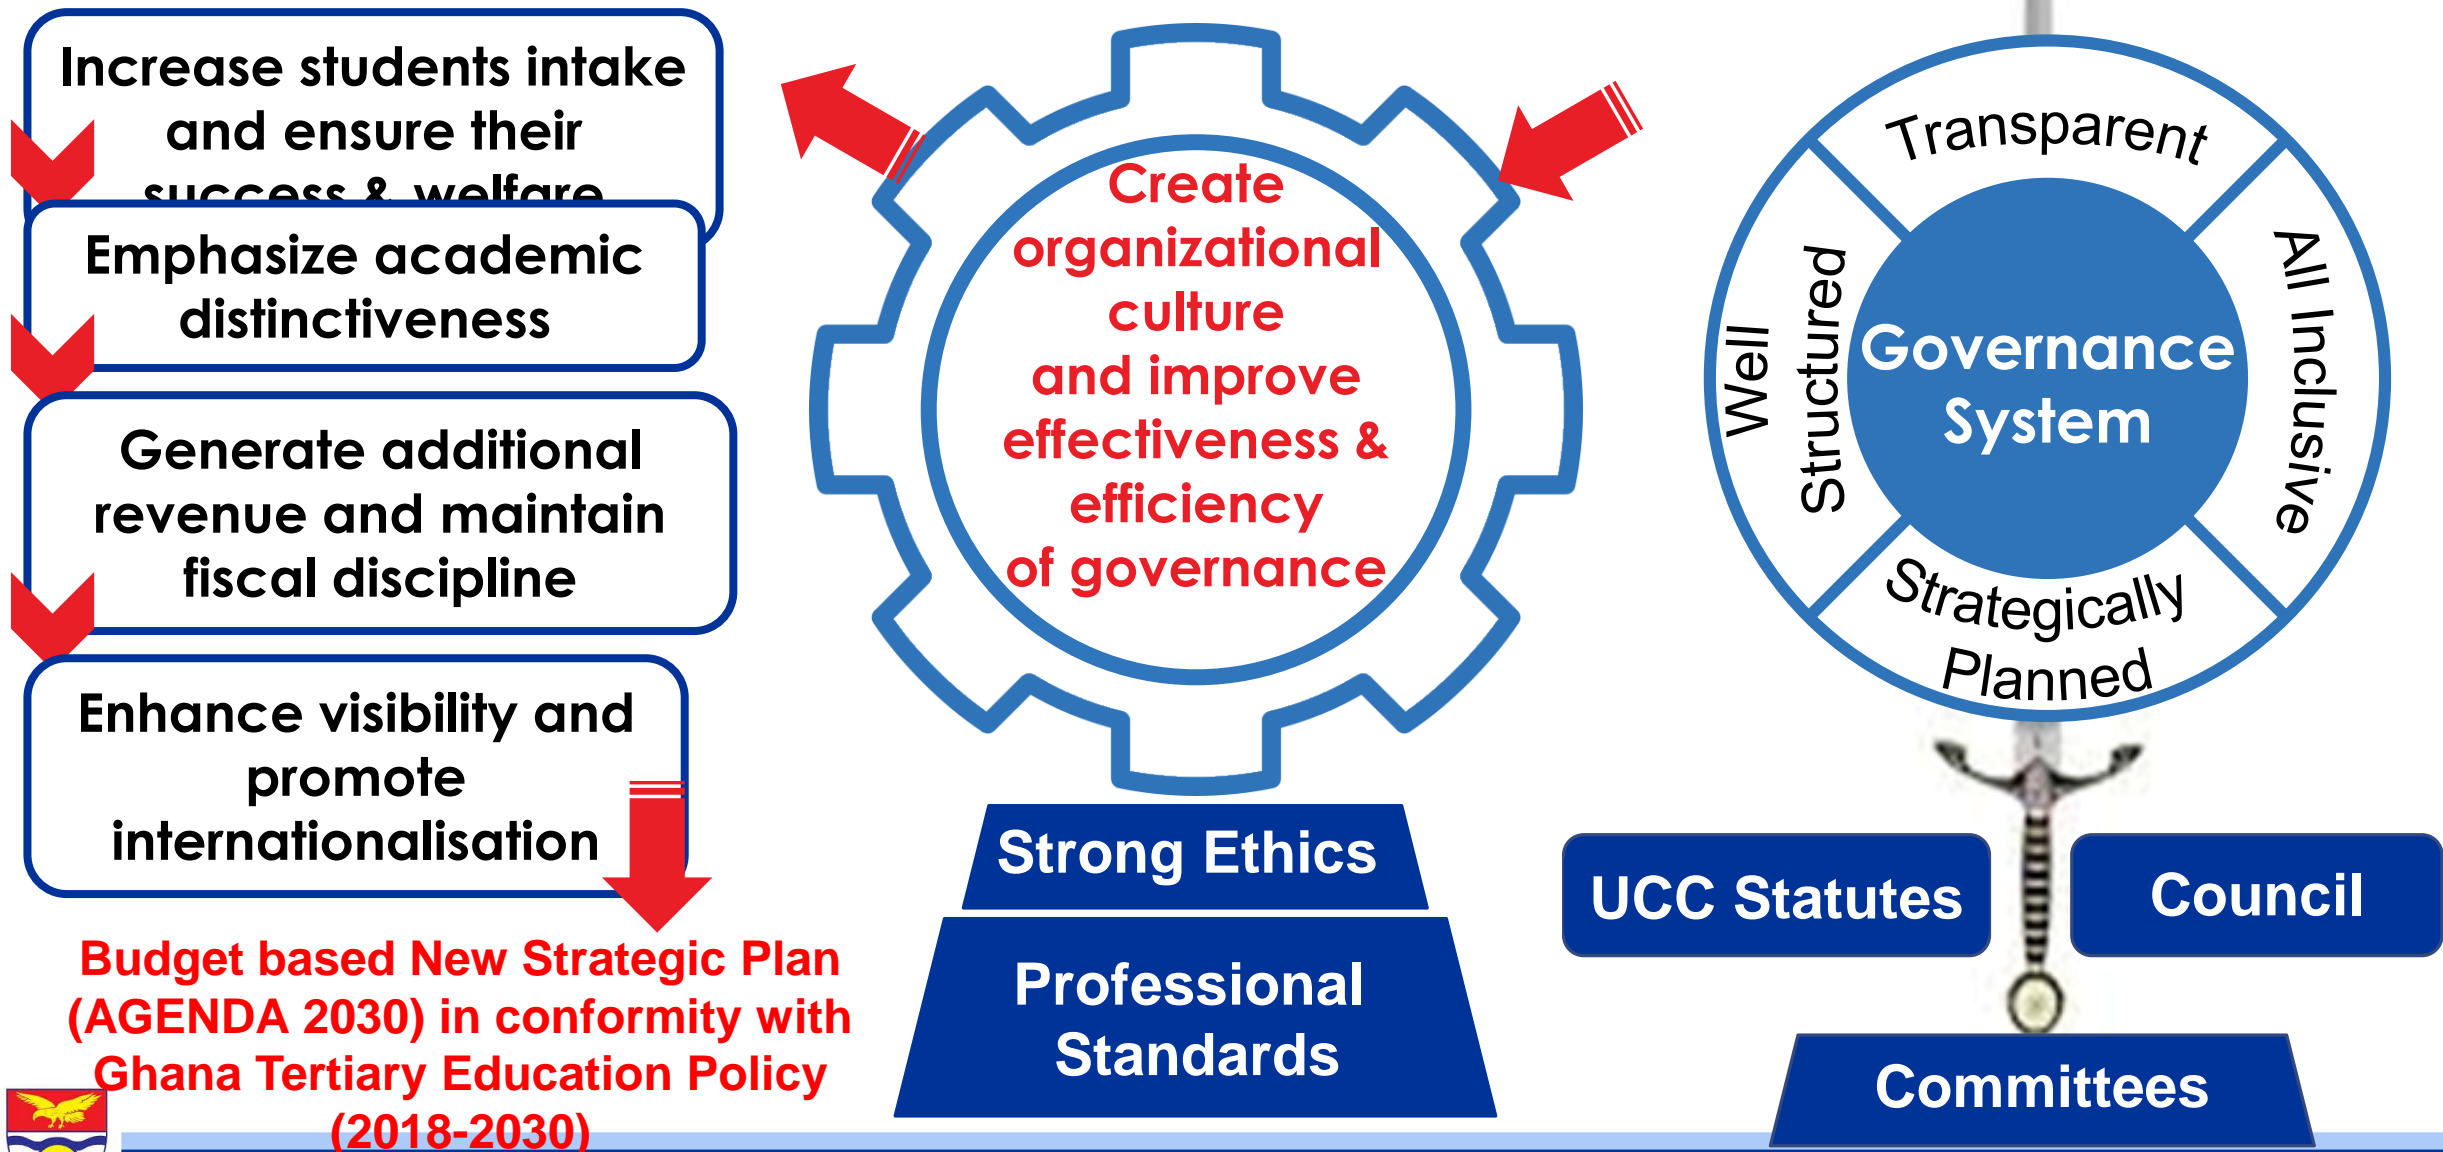 Increase students intake
and ensure their
success & welfare
Emphasize academic
distinctiveness
Generate additional
revenue and maintain
fiscal discipline
Enhance visibility and
promote
internationalisation
Budget based New Strategic Plan
(AGENDA 2030) in conformity with
Ghana Tertiary Education Policy
(2018-2030)
Create
organizational
culture
and improve
effectiveness &
efficiency
of governance
Strong Ethics
Professional
Standards
Transparent
All Inclusive
Strategically
Planned
Well
Structured
Governance
System
UCC Statutes
Council
Committees